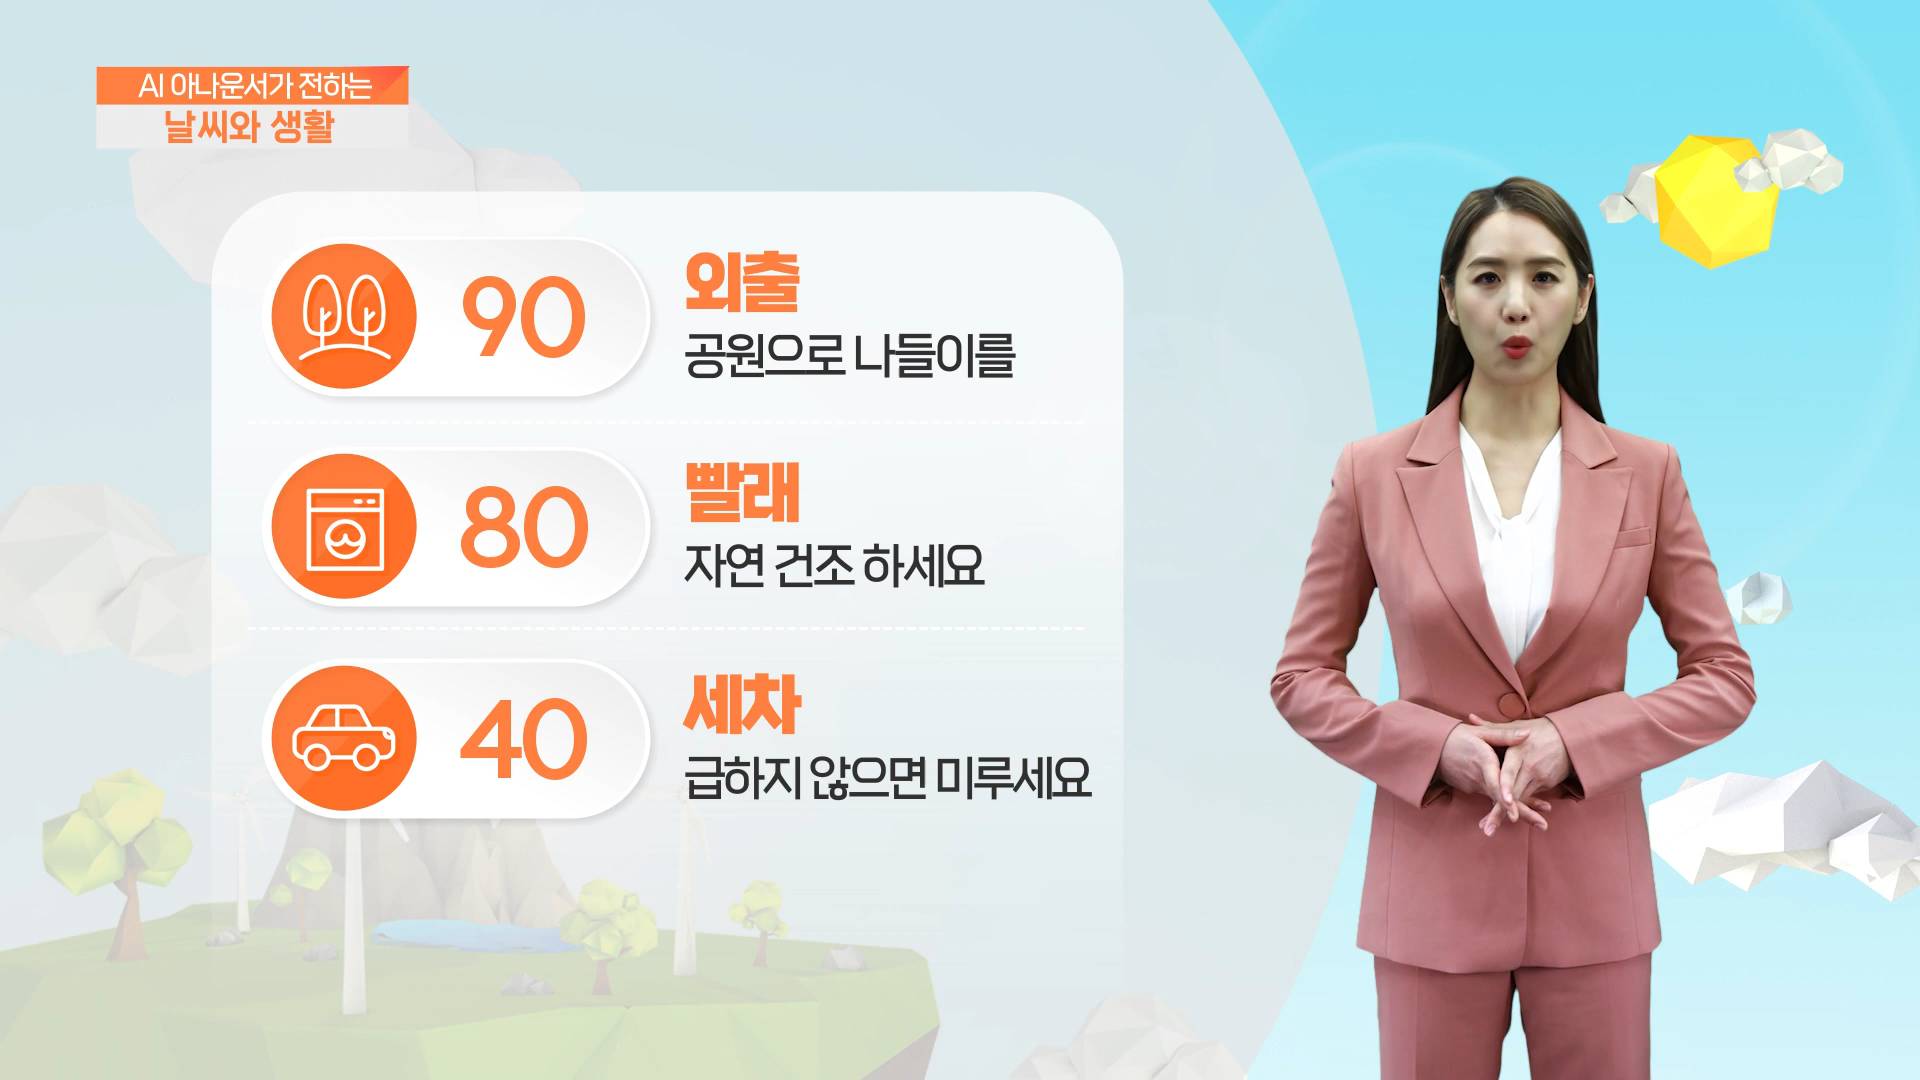 AI 아나운서가 전하는
날씨와 생활
90
외출
공원으로 나들이를
80
빨래
자연 건조 하세요
40
세차
급하지 않으면 미루세요